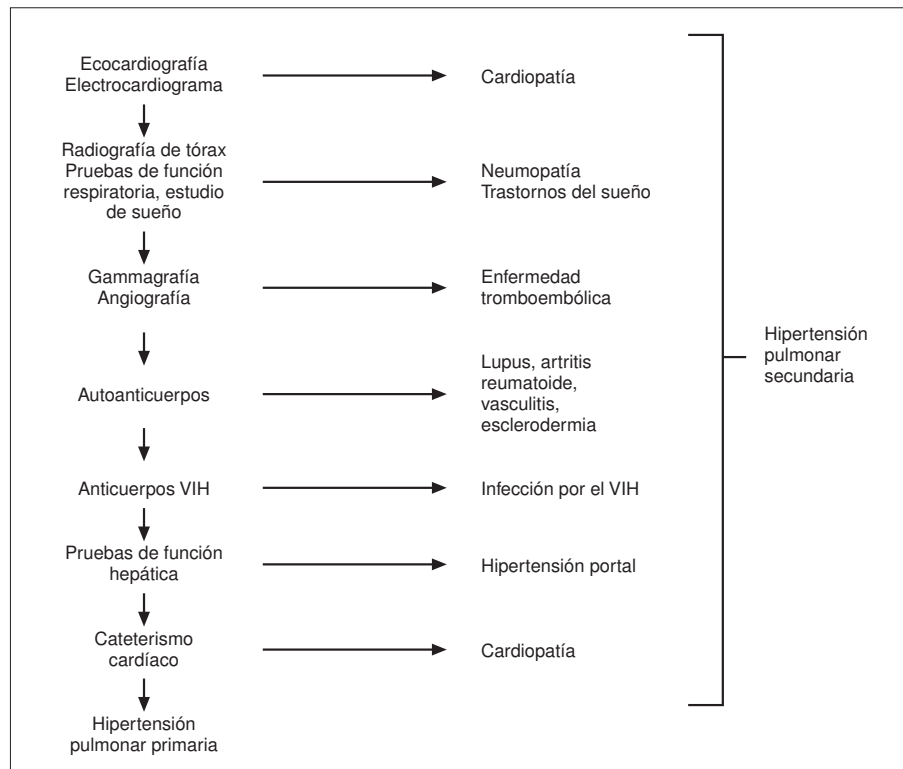 Ecocardiografía
Electrocardiograma
Cardiopatía
Radiografía de tórax
Pruebas de función
respiratoria, estudio
de sueño
Neumopatía
Trastornos del sueño
Gammagrafía
Angiografía
Enfermedad
tromboembólica
Hipertensión
pulmonar
secundaria
Autoanticuerpos
Lupus, artritis
reumatoide,
vasculitis,
esclerodermia
Anticuerpos VIH
Infección por el VIH
Pruebas de función
hepática
Hipertensión portal
Cateterismo
cardíaco
Cardiopatía
Hipertensión
pulmonar primaria